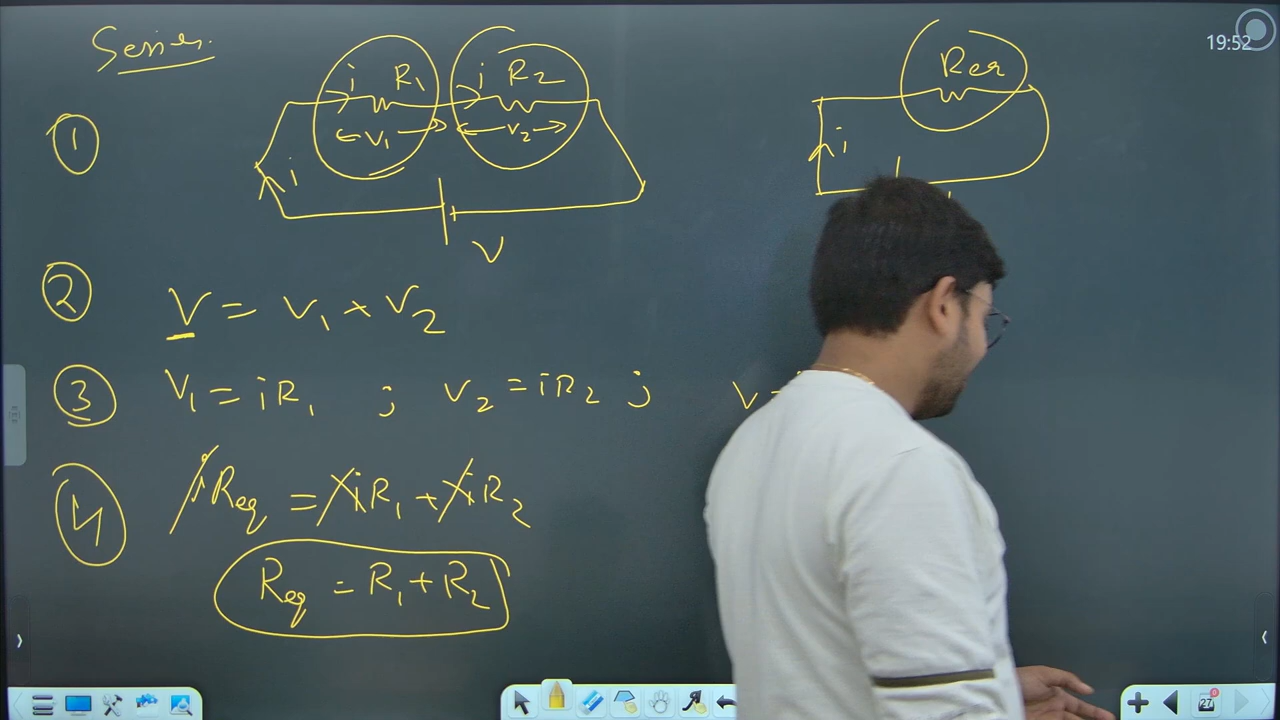 Series.
19:52
①
i R₁ i R₂
V₁ V₂
i
V
Req
i
② V = V₁ + V₂
③ V₁ = iR₁ ; V₂ = iR₂ ; V =
④ iReq = iR₁ + iR₂
Req = R₁ + R₂
27